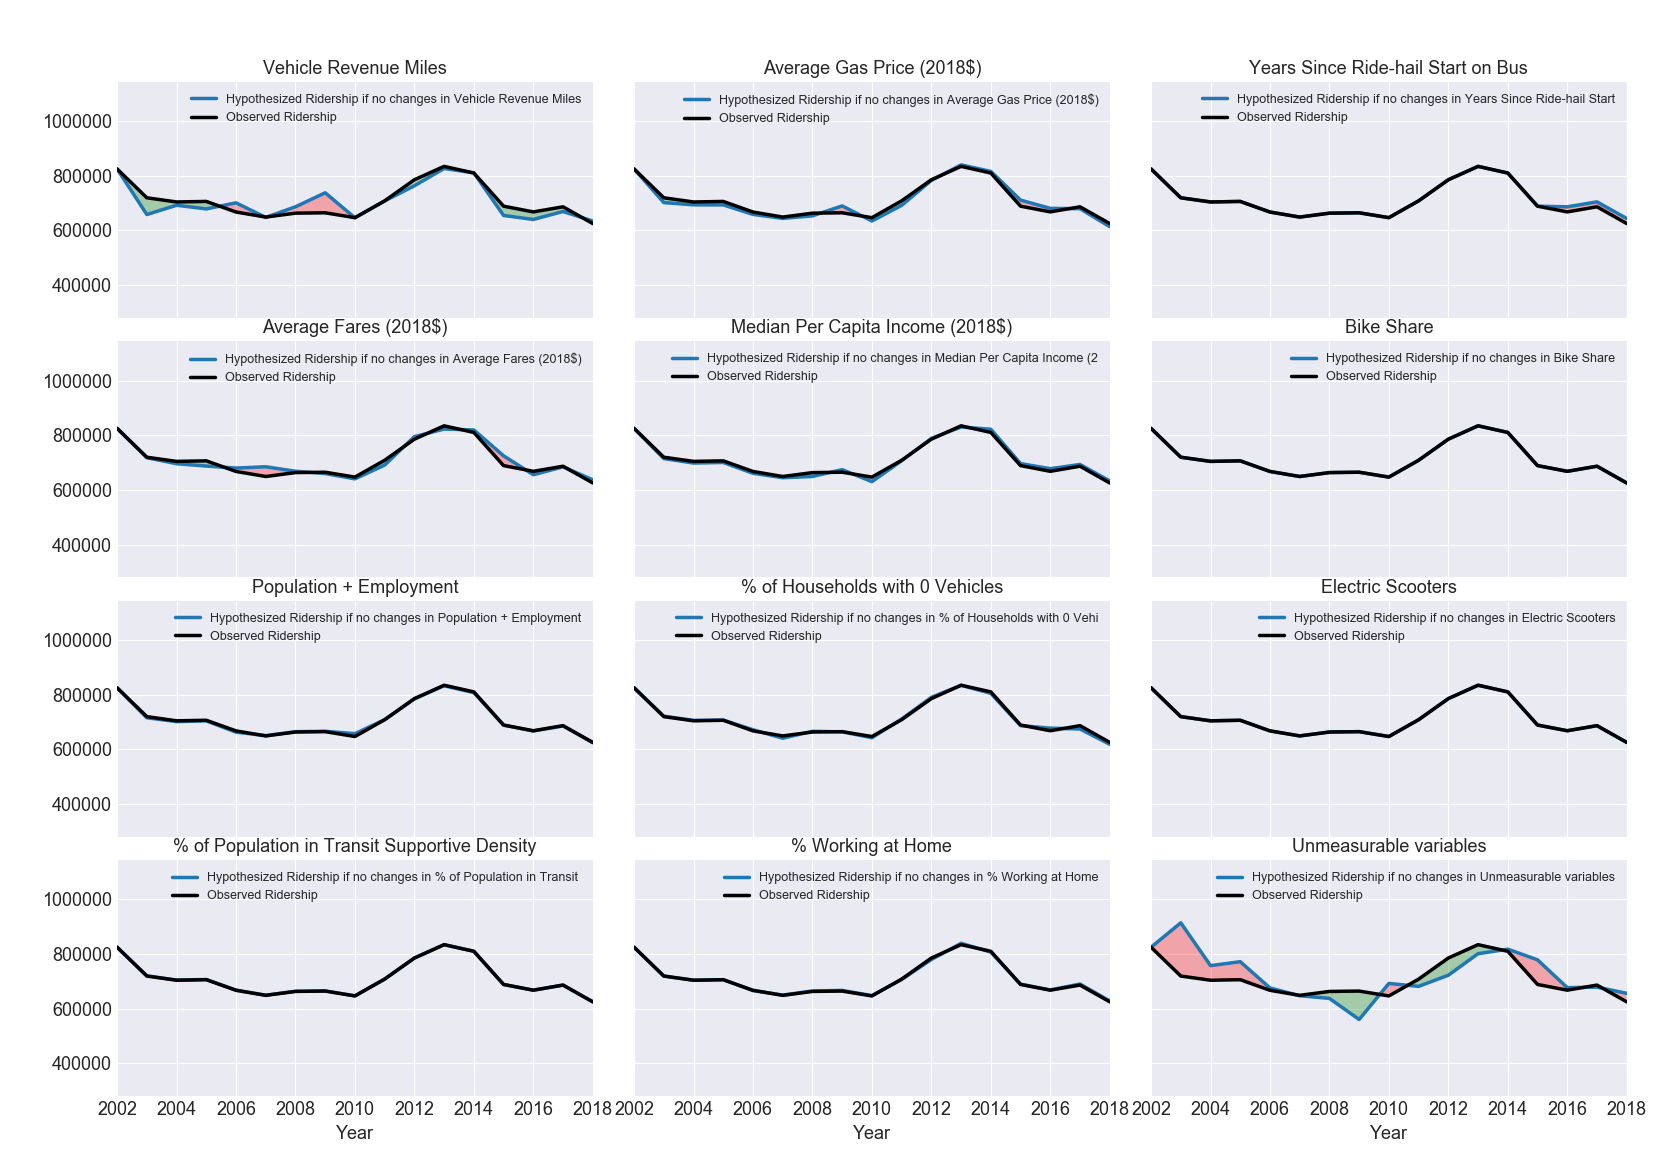 Vehicle Revenue Miles
Hypothesized Ridership if no changes in Vehicle Revenue Miles
Observed Ridership
1000000
800000
600000
400000
Average Gas Price (2018$)
Hypothesized Ridership if no changes in Average Gas Price (2018$)
Observed Ridership
Years Since Ride-hail Start on Bus
Hypothesized Ridership if no changes in Years Since Ride-hail Start
Observed Ridership
Average Fares (2018$)
Hypothesized Ridership if no changes in Average Fares (2018$)
Observed Ridership
1000000
800000
600000
400000
Median Per Capita Income (2018$)
Hypothesized Ridership if no changes in Median Per Capita Income (2
Observed Ridership
Bike Share
Hypothesized Ridership if no changes in Bike Share
Observed Ridership
Population + Employment
Hypothesized Ridership if no changes in Population + Employment
Observed Ridership
1000000
800000
600000
400000
% of Households with 0 Vehicles
Hypothesized Ridership if no changes in % of Households with 0 Vehi
Observed Ridership
Electric Scooters
Hypothesized Ridership if no changes in Electric Scooters
Observed Ridership
% of Population in Transit Supportive Density
Hypothesized Ridership if no changes in % of Population in Transit
Observed Ridership
1000000
800000
600000
400000
2002 2004 2006 2008 2010 2012 2014 2016 2018
Year
% Working at Home
Hypothesized Ridership if no changes in % Working at Home
Observed Ridership
2002 2004 2006 2008 2010 2012 2014 2016 2018
Year
Unmeasurable variables
Hypothesized Ridership if no changes in Unmeasurable variables
Observed Ridership
2002 2004 2006 2008 2010 2012 2014 2016 2018
Year